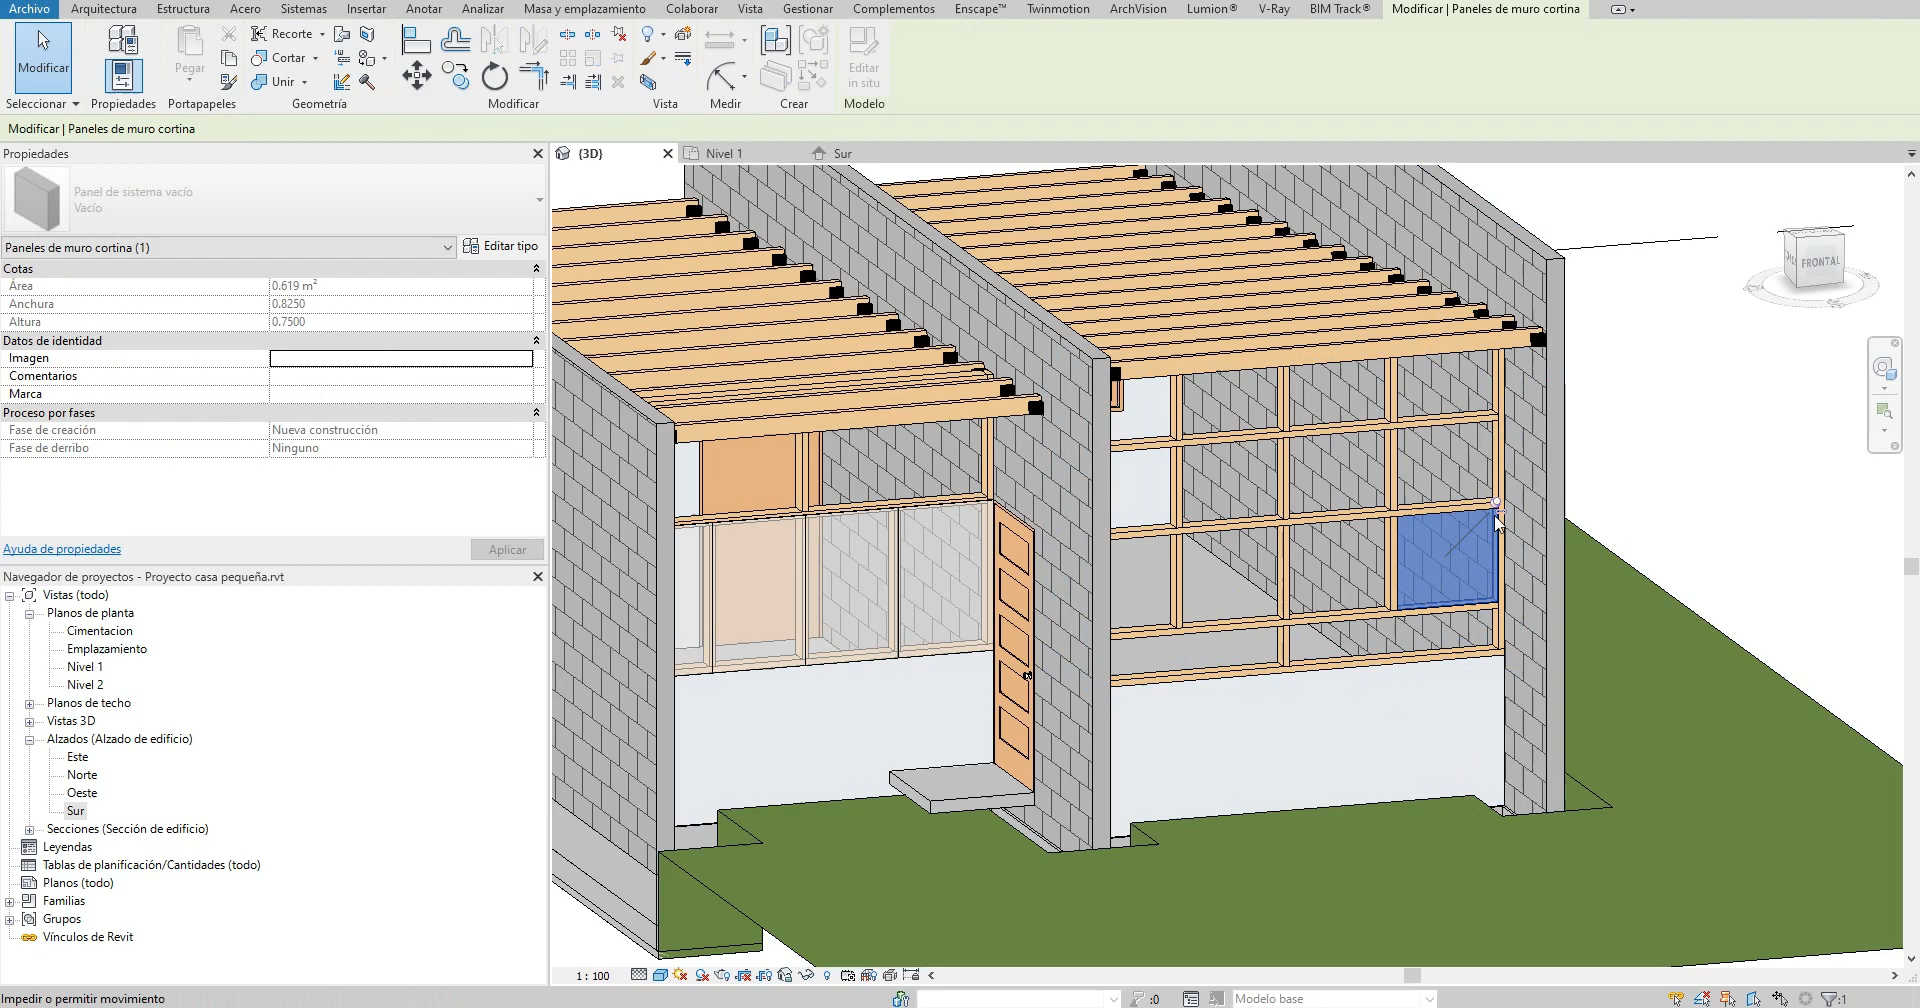 Archivo Arquitectura Estructura Acero Sistemas Insertar Anotar Analizar Masa y emplazamiento Colaborar Vista Gestionar Complementos Enscape™ Twinmotion ArchVision Lumion® V-Ray BIM Track® Modificar | Paneles de muro cortina
Modificar
Pegar
Recorte
Cortar
Unir
Editar
in situ
Seleccionar Propiedades Portapapeles Geometría Modificar Vista Medir Crear Modelo
Modificar | Paneles de muro cortina
Propiedades
{3D} Nivel 1 Sur
Panel de sistema vacío
Vacío
Paneles de muro cortina (1) Editar tipo
Cotas
Área 0.619 m²
Anchura 0.8250
Altura 0.7500
Datos de identidad
Imagen
Comentarios
Marca
Proceso por fases
Fase de creación Nueva construcción
Fase de derribo Ninguno
Ayuda de propiedades Aplicar
Navegador de proyectos - Proyecto casa pequeña.rvt
Vistas (todo)
Planos de planta
Cimentacion
Emplazamiento
Nivel 1
Nivel 2
Planos de techo
Vistas 3D
Alzados (Alzado de edificio)
Este
Norte
Oeste
Sur
Secciones (Sección de edificio)
Leyendas
Tablas de planificación/Cantidades (todo)
Planos (todo)
Familias
Grupos
Vínculos de Revit
FRONTAL
1 : 100
Impedir o permitir movimiento
:0
Modelo base
:1